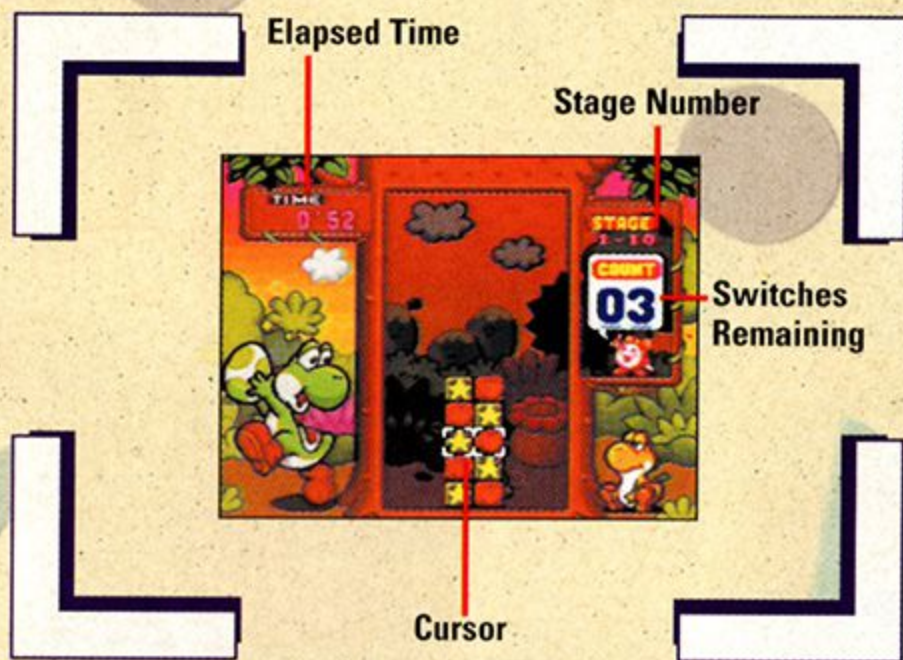 Elapsed Time
Stage Number
TIME
0'52
STAGE
1-10
COUNT
03
Switches
Remaining
Cursor